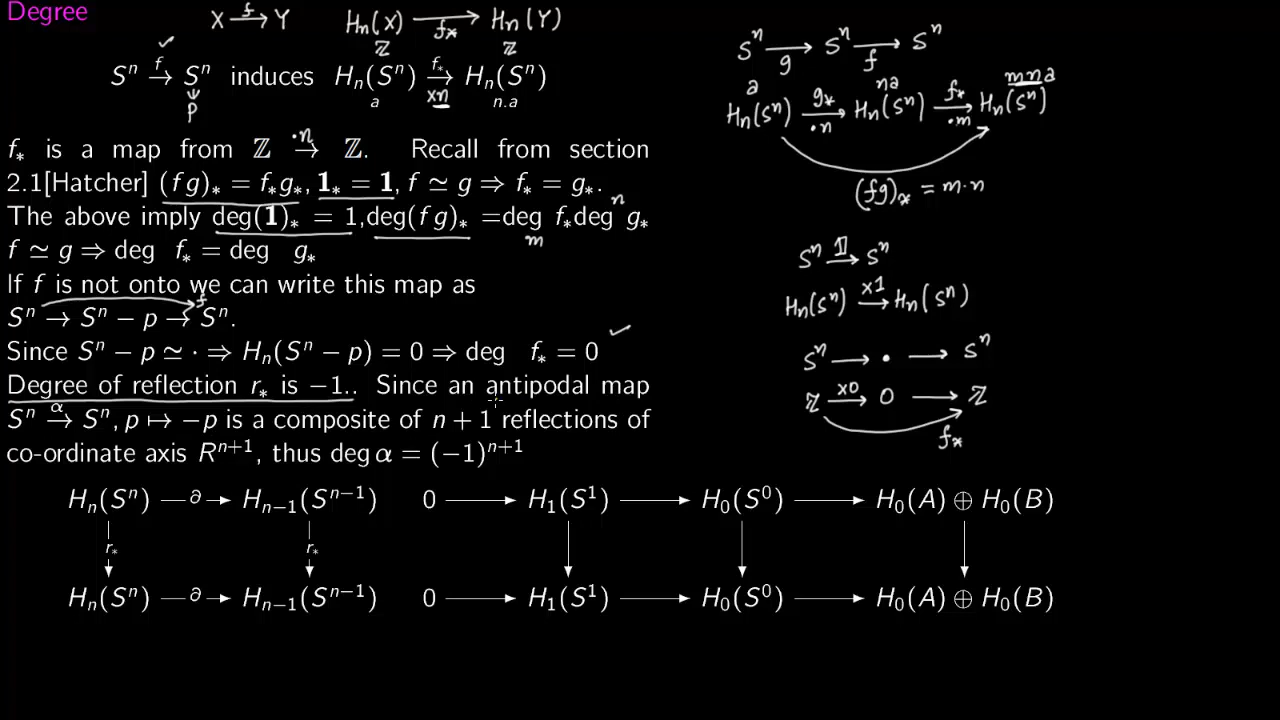 Degree
X f→ Y Hn(X) f*→ Hn(Y)
ℤ ℤ
Sⁿ f→ Sⁿ induces Hn(Sⁿ) f*→ Hn(Sⁿ)
p a xn n.a
f* is a map from ℤ ·n→ ℤ. Recall from section
2.1[Hatcher] (fg)* = f*g*, 1* = 1, f ≃ g ⇒ f* = g*.
The above imply deg(1)* = 1,deg(fg)* =deg f*deg g*
m n
f ≃ g ⇒ deg f* = deg g*
If f is not onto we can write this map as
Sⁿ → Sⁿ − p → Sⁿ.
f
Since Sⁿ − p ≃ · ⇒ Hn(Sⁿ − p) = 0 ⇒ deg f* = 0
Degree of reflection r* is −1.. Since an antipodal map
Sⁿ α→ Sⁿ, p ↦ −p is a composite of n + 1 reflections of
co-ordinate axis Rⁿ⁺¹, thus deg α = (−1)ⁿ⁺¹
Sⁿ g→ Sⁿ f→ Sⁿ
a na mna
Hn(Sⁿ) g*→ Hn(Sⁿ) f*→ Hn(Sⁿ)
·n ·m
(fg)* = m·n
Sⁿ 𝟙→ Sⁿ
Hn(Sⁿ) x1→ Hn(Sⁿ)
Sⁿ → · → Sⁿ
ℤ x0→ 0 → ℤ
f*
Hn(Sⁿ) ∂→ Hn−1(Sⁿ⁻¹) 0 → H1(S¹) → H0(S⁰) → H0(A) ⊕ H0(B)
r* r*
Hn(Sⁿ) ∂→ Hn−1(Sⁿ⁻¹) 0 → H1(S¹) → H0(S⁰) → H0(A) ⊕ H0(B)